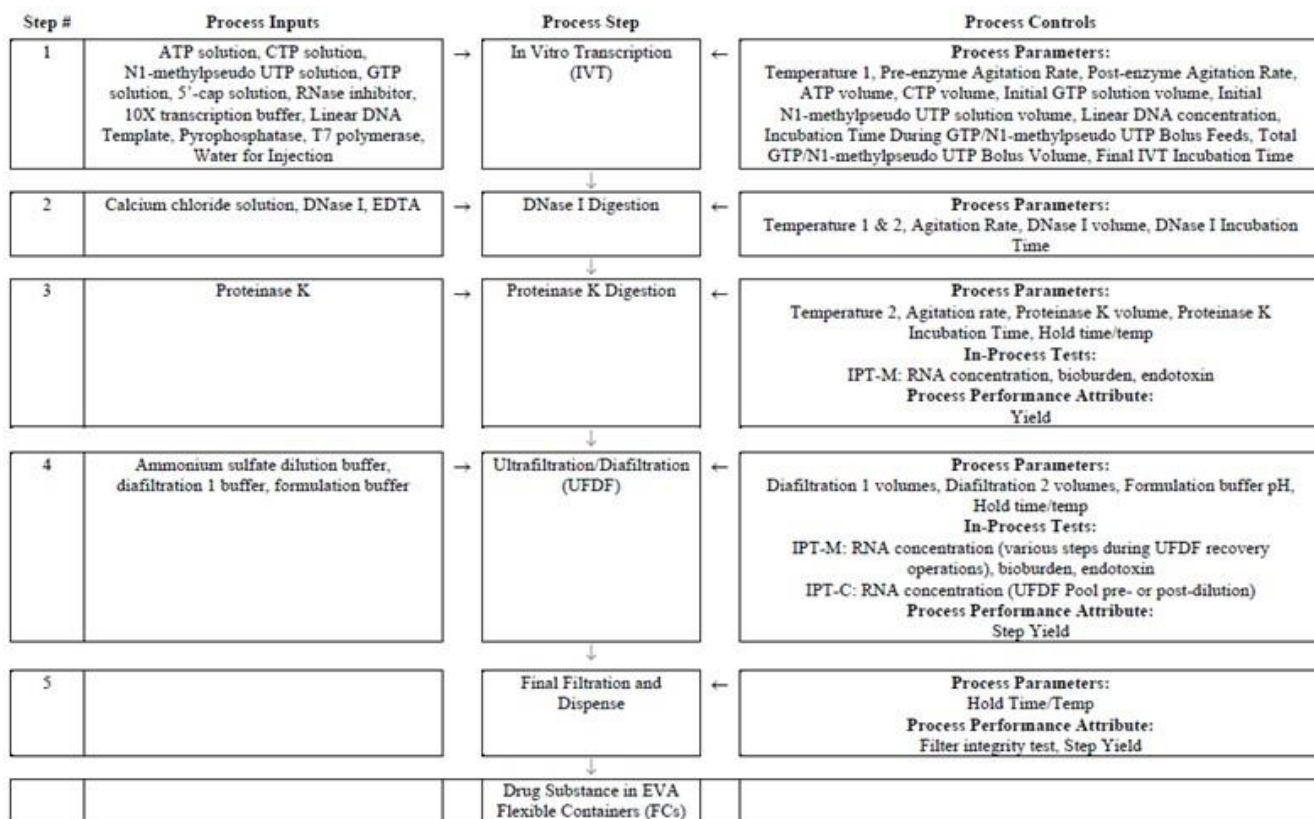 Step #
Process Inputs
Process Step
Process Controls
1
ATP solution, CTP solution,
N1-methylpseudo UTP solution, GTP
solution, 5'-cap solution, RNase inhibitor,
10X transcription buffer, Linear DNA
Template, Pyrophosphatase, T7 polymerase,
Water for Injection
→
In Vitro Transcription
(IVT)
←
Process Parameters:
Temperature 1, Pre-enzyme Agitation Rate, Post-enzyme Agitation Rate,
ATP volume, CTP volume, Initial GTP solution volume, Initial
N1-methylpseudo UTP solution volume, Linear DNA concentration,
Incubation Time During GTP/N1-methylpseudo UTP Bolus Feeds, Total
GTP/N1-methylpseudo UTP Bolus Volume, Final IVT Incubation Time
↓
2
Calcium chloride solution, DNase I, EDTA
→
DNase I Digestion
←
Process Parameters:
Temperature 1 & 2, Agitation Rate, DNase I volume, DNase I Incubation
Time
↓
3
Proteinase K
→
Proteinase K Digestion
←
Process Parameters:
Temperature 2, Agitation rate, Proteinase K volume, Proteinase K
Incubation Time, Hold time/temp
In-Process Tests:
IPT-M: RNA concentration, bioburden, endotoxin
Process Performance Attribute:
Yield
↓
4
Ammonium sulfate dilution buffer,
diafiltration 1 buffer, formulation buffer
→
Ultrafiltration/Diafiltration
(UFDF)
←
Process Parameters:
Diafiltration 1 volumes, Diafiltration 2 volumes, Formulation buffer pH,
Hold time/temp
In-Process Tests:
IPT-M: RNA concentration (various steps during UFDF recovery
operations), bioburden, endotoxin
IPT-C: RNA concentration (UFDF Pool pre- or post-dilution)
Process Performance Attribute:
Step Yield
↓
5
Final Filtration and
Dispense
←
Process Parameters:
Hold Time/Temp
Process Performance Attribute:
Filter integrity test, Step Yield
↓
Drug Substance in EVA
Flexible Containers (FCs)